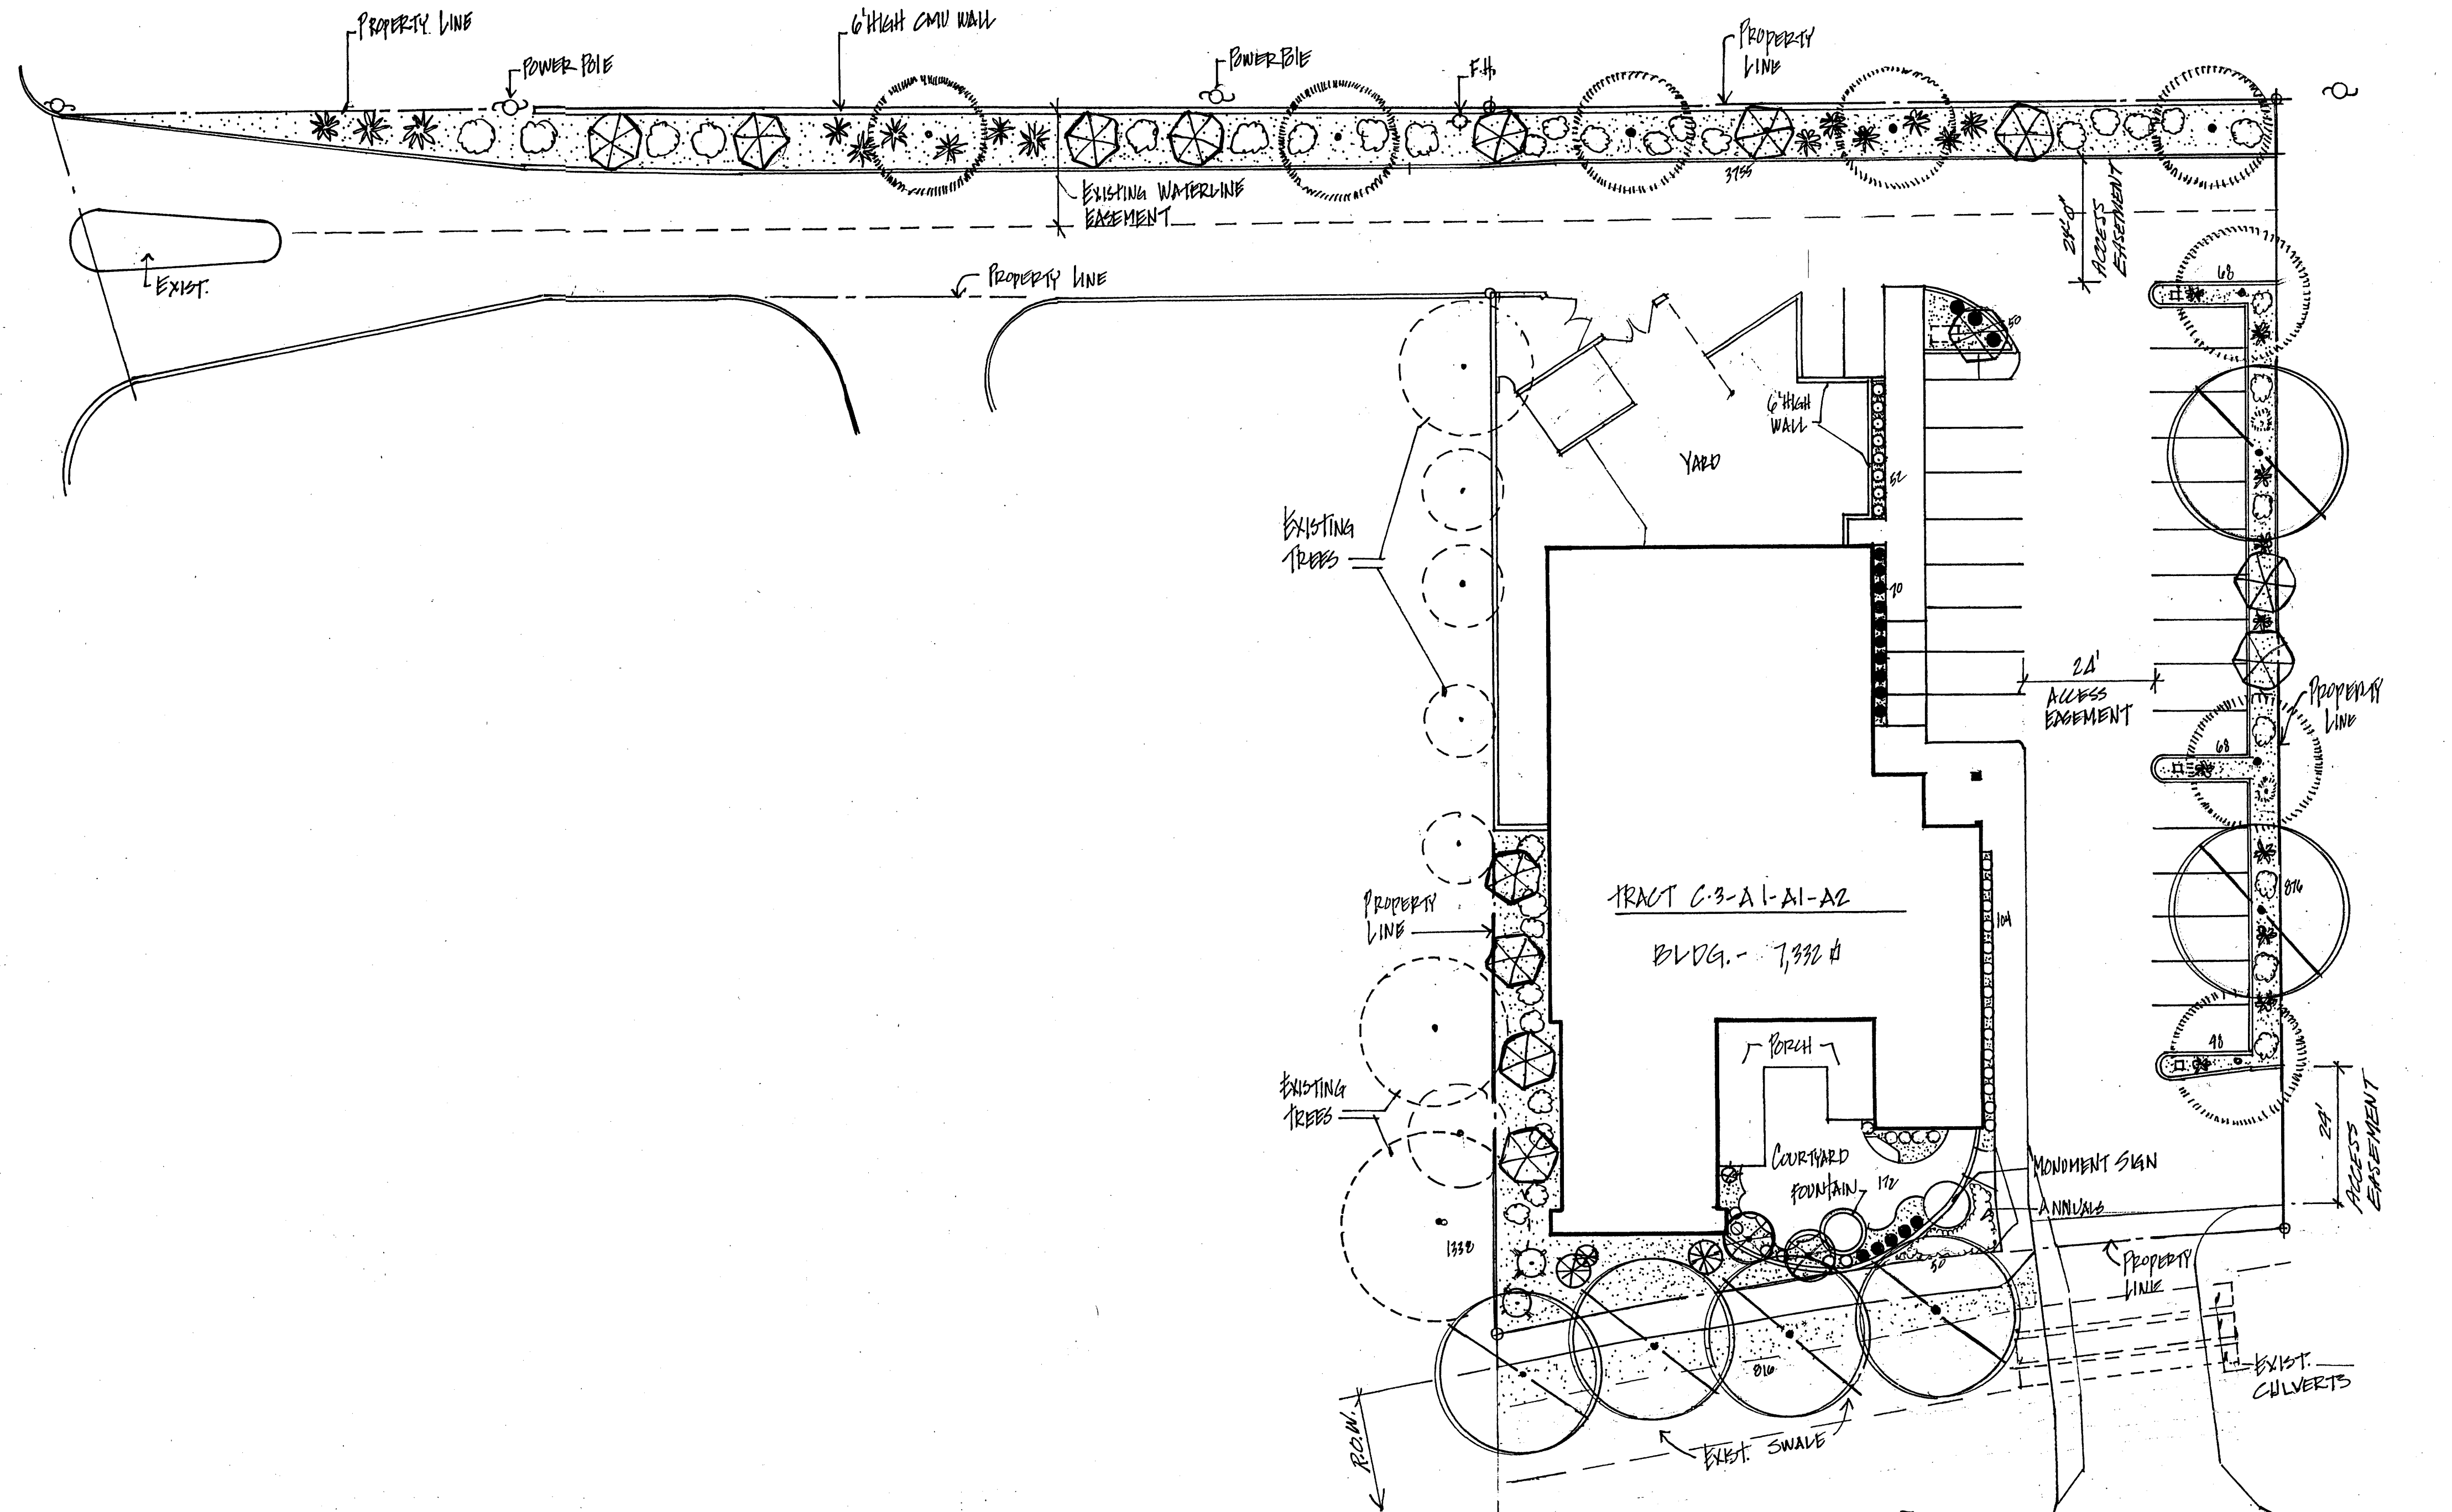 PROPERTY LINE
6' HIGH CMU WALL
POWER POLE
POWER POLE
F.H.
PROPERTY
LINE
3755
EXISTING WATERLINE
EASEMENT
24'-0"
ACCESS
EASEMENT
EXIST.
PROPERTY LINE
68
50
6' HIGH
WALL
YARD
52
EXISTING
TREES
70
24'
ACCESS
EASEMENT
PROPERTY
LINE
68
TRACT C-3-A1-A1-A2
BLDG. - 7,332 ⌀
PROPERTY
LINE
104
876
PORCH
98
EXISTING
TREES
24'
ACCESS
EASEMENT
COURTYARD
FOUNTAIN
172
MONUMENT SIGN
ANNUALS
1338
50
PROPERTY
LINE
816
EXIST.
CULVERTS
R.O.W.
EXIST. SWALE